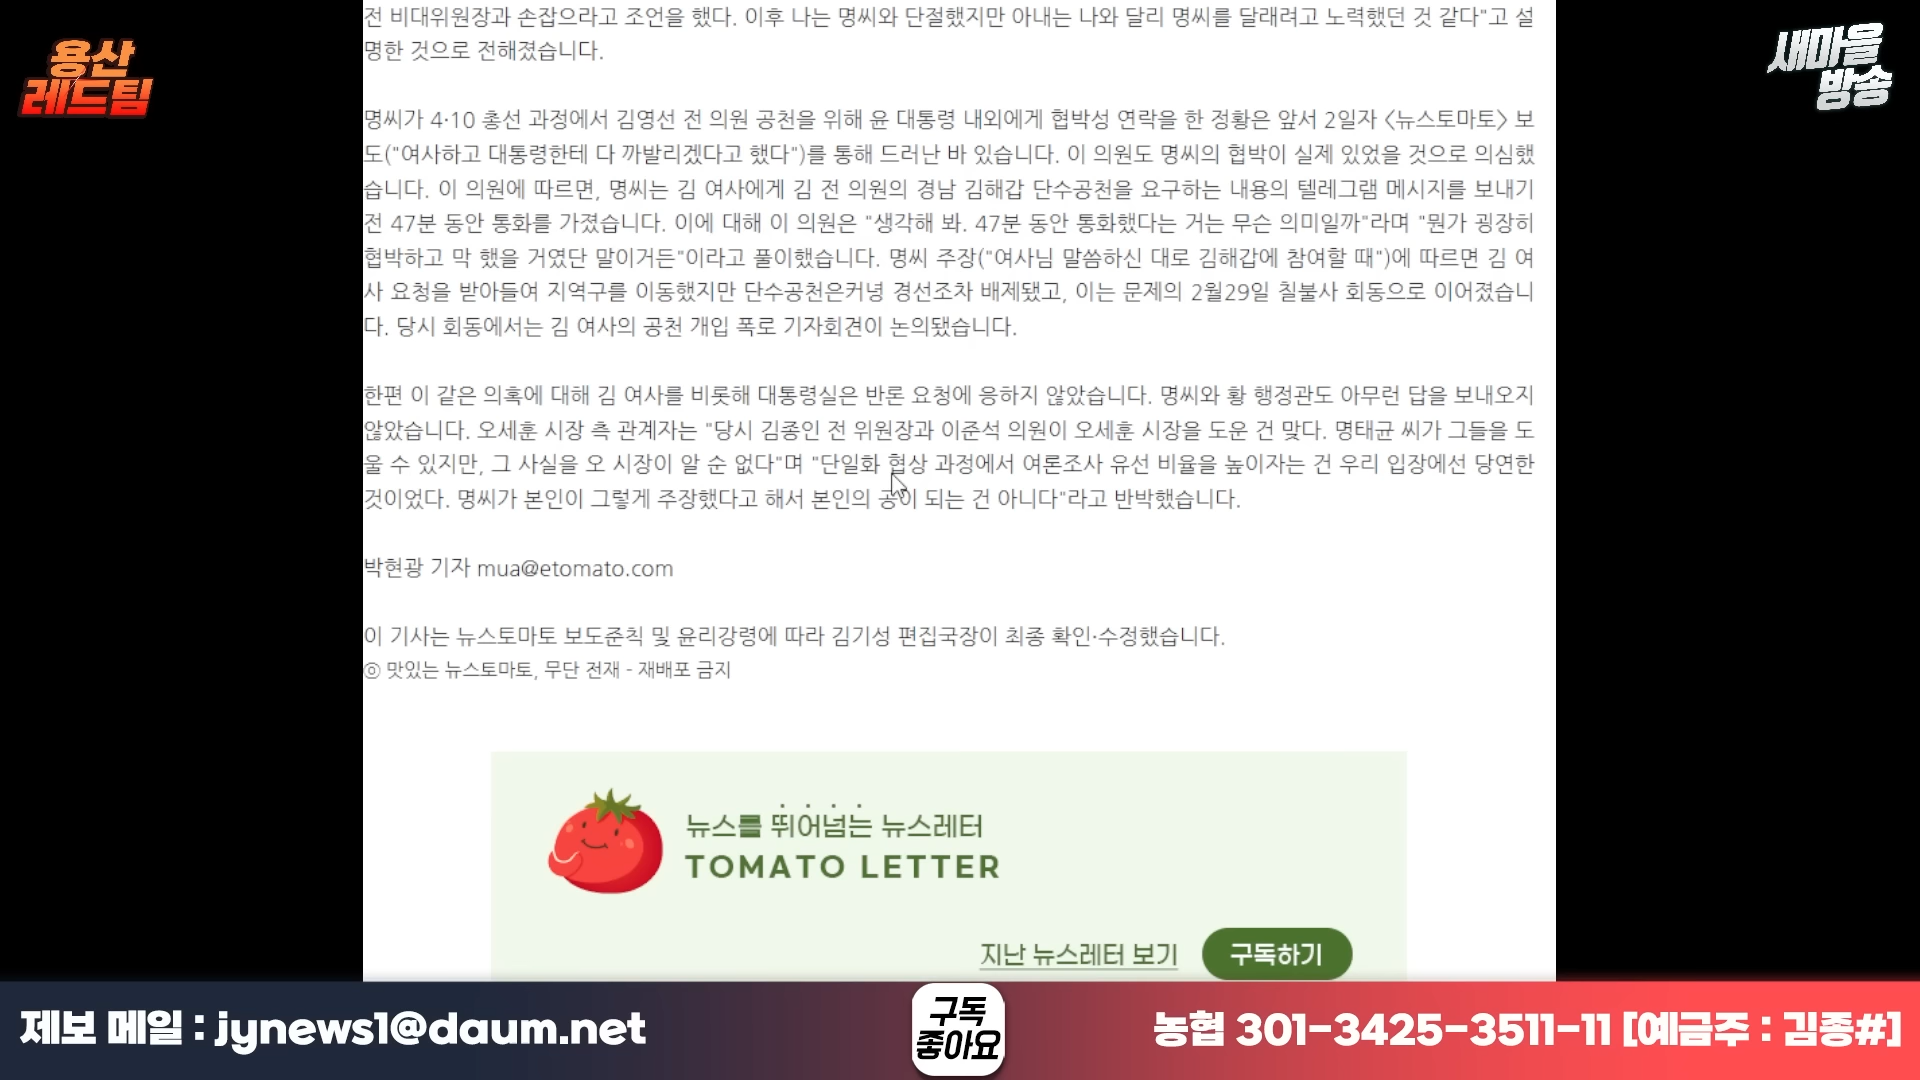 전 비대위원장과 손잡으라고 조언을 했다. 이후 나는 명씨와 단절했지만 아내는 나와 달리 명씨를 달래려고 노력했던 것 같다"고 설
명한 것으로 전해졌습니다.
용산
레드팀
새마을
방송
명씨가 4·10 총선 과정에서 김영선 전 의원 공천을 위해 윤 대통령 내외에게 협박성 연락을 한 정황은 앞서 2일자 <뉴스토마토> 보
도("여사하고 대통령한테 다 까발리겠다고 했다")를 통해 드러난 바 있습니다. 이 의원도 명씨의 협박이 실제 있었을 것으로 의심했
습니다. 이 의원에 따르면, 명씨는 김 여사에게 김 전 의원의 경남 김해갑 단수공천을 요구하는 내용의 텔레그램 메시지를 보내기
전 47분 동안 통화를 가졌습니다. 이에 대해 이 의원은 "생각해 봐. 47분 동안 통화했다는 거는 무슨 의미일까"라며 "뭔가 굉장히
협박하고 막 했을 거였단 말이거든"이라고 풀이했습니다. 명씨 주장("여사님 말씀하신 대로 김해갑에 참여할 때")에 따르면 김 여
사 요청을 받아들여 지역구를 이동했지만 단수공천은커녕 경선조차 배제됐고, 이는 문제의 2월29일 칠불사 회동으로 이어졌습니
다. 당시 회동에서는 김 여사의 공천 개입 폭로 기자회견이 논의됐습니다.
한편 이 같은 의혹에 대해 김 여사를 비롯해 대통령실은 반론 요청에 응하지 않았습니다. 명씨와 황 행정관도 아무런 답을 보내오지
않았습니다. 오세훈 시장 측 관계자는 "당시 김종인 전 위원장과 이준석 의원이 오세훈 시장을 도운 건 맞다. 명태균 씨가 그들을 도
울 수 있지만, 그 사실을 오 시장이 알 순 없다"며 "단일화 협상 과정에서 여론조사 유선 비율을 높이자는 건 우리 입장에선 당연한
것이었다. 명씨가 본인이 그렇게 주장했다고 해서 본인의 공이 되는 건 아니다"라고 반박했습니다.
박현광 기자 mua@etomato.com
이 기사는 뉴스토마토 보도준칙 및 윤리강령에 따라 김기성 편집국장이 최종 확인·수정했습니다.
ⓒ 맛있는 뉴스토마토, 무단 전재 - 재배포 금지
뉴스를 뛰어넘는 뉴스레터
TOMATO LETTER
지난 뉴스레터 보기
구독하기
제보 메일 : jynews1@daum.net
구독
좋아요
농협 301-3425-3511-11 [예금주 : 김종#]